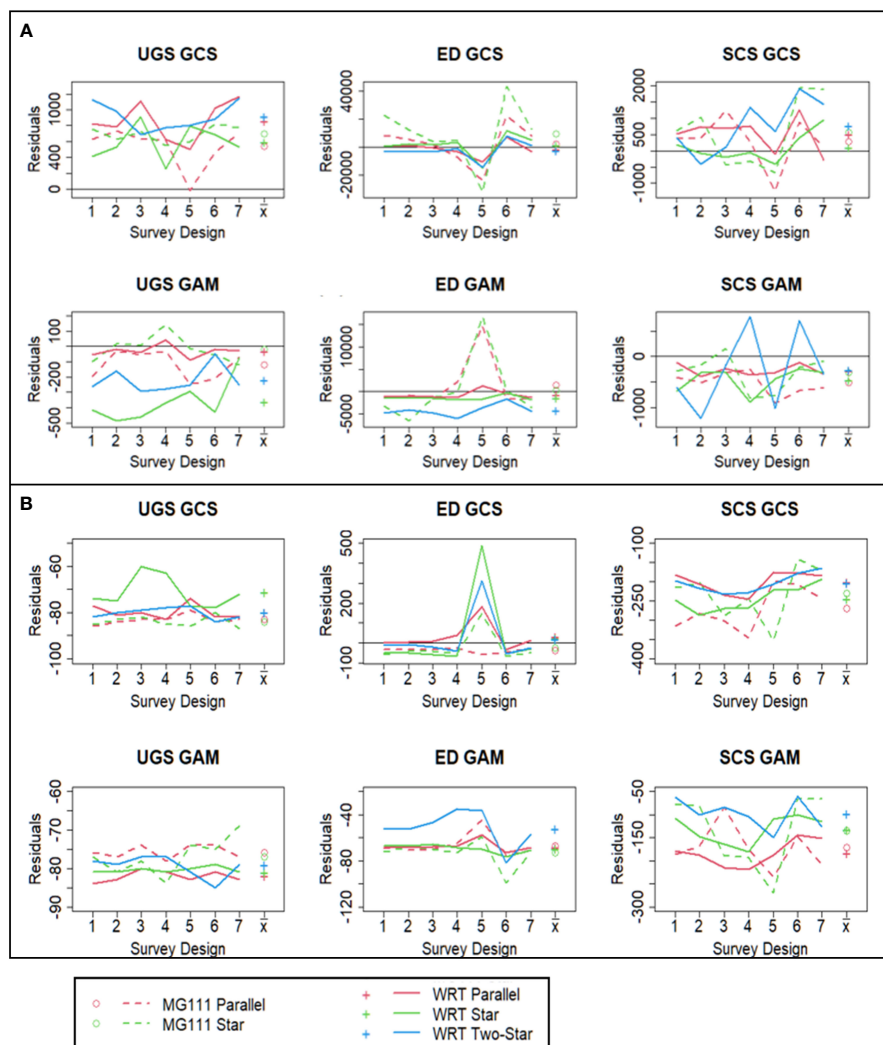 A
UGS GCS
ED GCS
SCS GCS
Residuals
0
400
1000
1 2 3 4 5 6 7 x̄
Survey Design
Residuals
-20000
40000
1 2 3 4 5 6 7 x̄
Survey Design
Residuals
-1000
500
2000
1 2 3 4 5 6 7 x̄
Survey Design
UGS GAM
ED GAM
SCS GAM
Residuals
-500
-200
100
1 2 3 4 5 6 7 x̄
Survey Design
Residuals
-5000
10000
1 2 3 4 5 6 7 x̄
Survey Design
Residuals
-1000
0
1 2 3 4 5 6 7 x̄
Survey Design
B
UGS GCS
ED GCS
SCS GCS
Residuals
-100
-80
-60
1 2 3 4 5 6 7 x̄
Survey Design
Residuals
-100
200
500
1 2 3 4 5 6 7 x̄
Survey Design
Residuals
-400
-250
-100
1 2 3 4 5 6 7 x̄
Survey Design
UGS GAM
ED GAM
SCS GAM
Residuals
-90
-80
-70
-60
1 2 3 4 5 6 7 x̄
Survey Design
Residuals
-120
-80
-40
1 2 3 4 5 6 7 x̄
Survey Design
Residuals
-300
-150
-50
1 2 3 4 5 6 7 x̄
Survey Design
MG111 Parallel
MG111 Star
WRT Parallel
WRT Star
WRT Two-Star